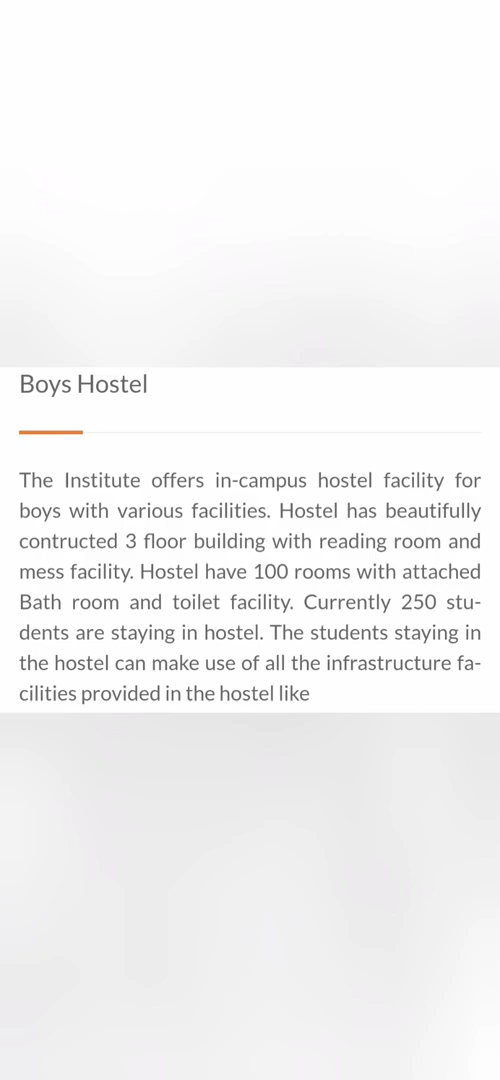 Boys Hostel
The Institute offers in-campus hostel facility for
boys with various facilities. Hostel has beautifully
contructed 3 floor building with reading room and
mess facility. Hostel have 100 rooms with attached
Bath room and toilet facility. Currently 250 stu-
dents are staying in hostel. The students staying in
the hostel can make use of all the infrastructure fa-
cilities provided in the hostel like